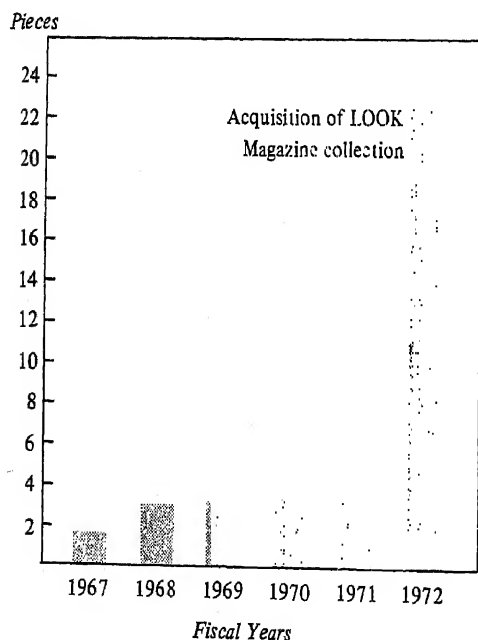 Pieces
24
22
20
18
16
14
12
10
8
6
4
2
Acquisition of LOOK
Magazine collection
1967 1968 1969 1970 1971 1972
Fiscal Years